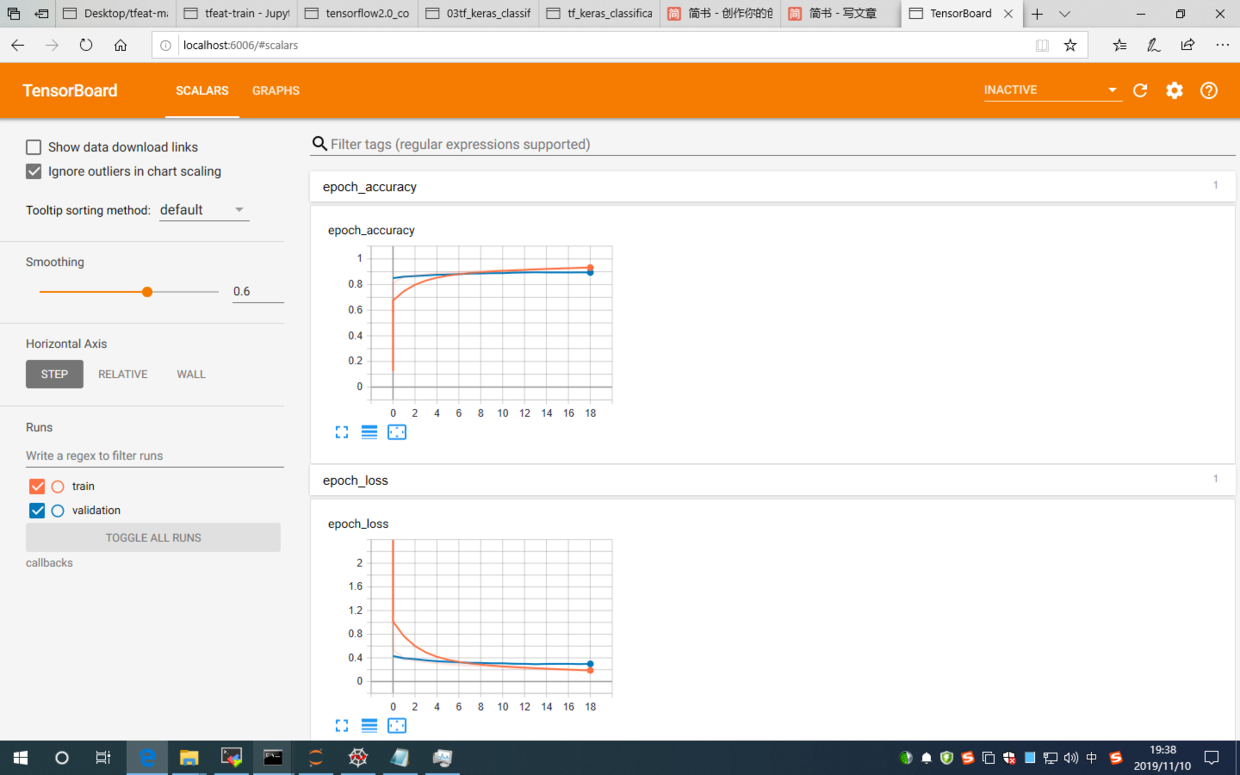 Desktop/tfeat-ma
tfeat-train - Jupyt
tensorflow2.0_co
03tf_keras_classif
tf_keras_classifica
简书 - 创作你的
简书 - 写文章
TensorBoard
localhost:6006/#scalars
TensorBoard
SCALARS
GRAPHS
INACTIVE
Show data download links
Ignore outliers in chart scaling
Tooltip sorting method: default
Smoothing
0.6
Horizontal Axis
STEP
RELATIVE
WALL
Runs
Write a regex to filter runs
train
validation
TOGGLE ALL RUNS
callbacks
Filter tags (regular expressions supported)
epoch_accuracy
1
epoch_accuracy
1
0.8
0.6
0.4
0.2
0
0 2 4 6 8 10 12 14 16 18
epoch_loss
1
epoch_loss
2
1.6
1.2
0.8
0.4
0
0 2 4 6 8 10 12 14 16 18
中
19:38
2019/11/10